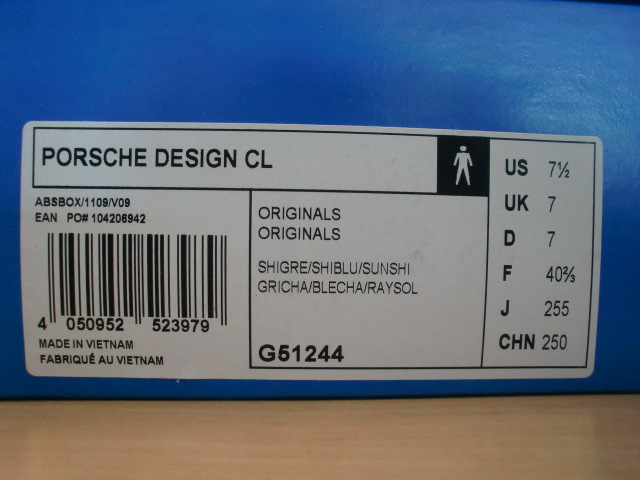 PORSCHE DESIGN CL
ABSBOX/1109/V09
EAN PO# 104206942
4 050952 523979
MADE IN VIETNAM
FABRIQUÉ AU VIETNAM
ORIGINALS
ORIGINALS
SHIGRE/SHIBLU/SUNSHI
GRICHA/BLECHA/RAYSOL
G51244
US 7½
UK 7
D 7
F 40⅔
J 255
CHN 250